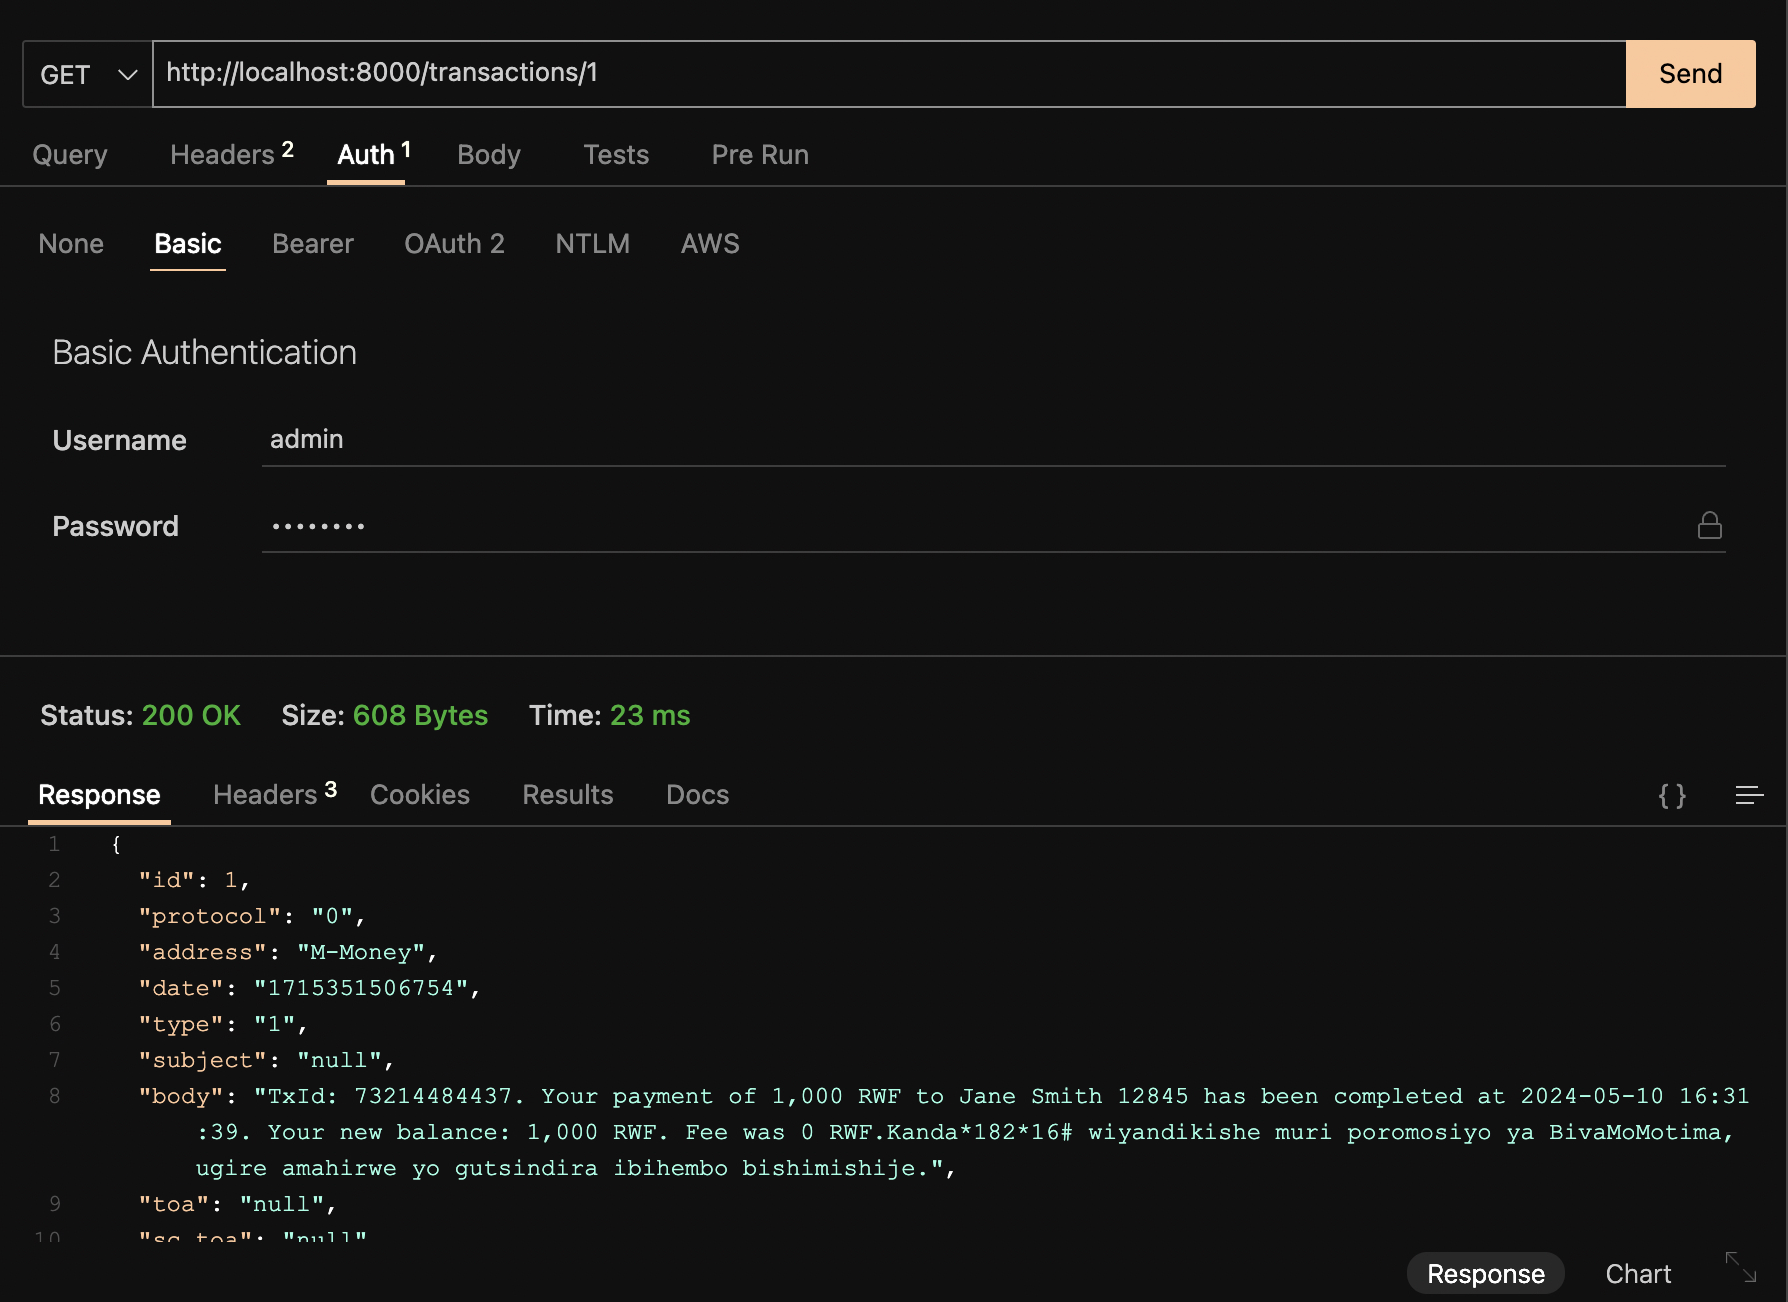 GET http://localhost:8000/transactions/1 Send
Query Headers 2 Auth 1 Body Tests Pre Run
None Basic Bearer OAuth 2 NTLM AWS
Basic Authentication
Username admin
Password ••••••••
Status: 200 OK Size: 608 Bytes Time: 23 ms
Response Headers 3 Cookies Results Docs { }
1 {
2 "id": 1,
3 "protocol": "0",
4 "address": "M-Money",
5 "date": "1715351506754",
6 "type": "1",
7 "subject": "null",
8 "body": "TxId: 73214484437. Your payment of 1,000 RWF to Jane Smith 12845 has been completed at 2024-05-10 16:31
:39. Your new balance: 1,000 RWF. Fee was 0 RWF.Kanda*182*16# wiyandikishe muri poromosiyo ya BivaMoMotima,
ugire amahirwe yo gutsindira ibihembo bishimishije.",
9 "toa": "null",
10 "sc_toa": "null"
Response Chart